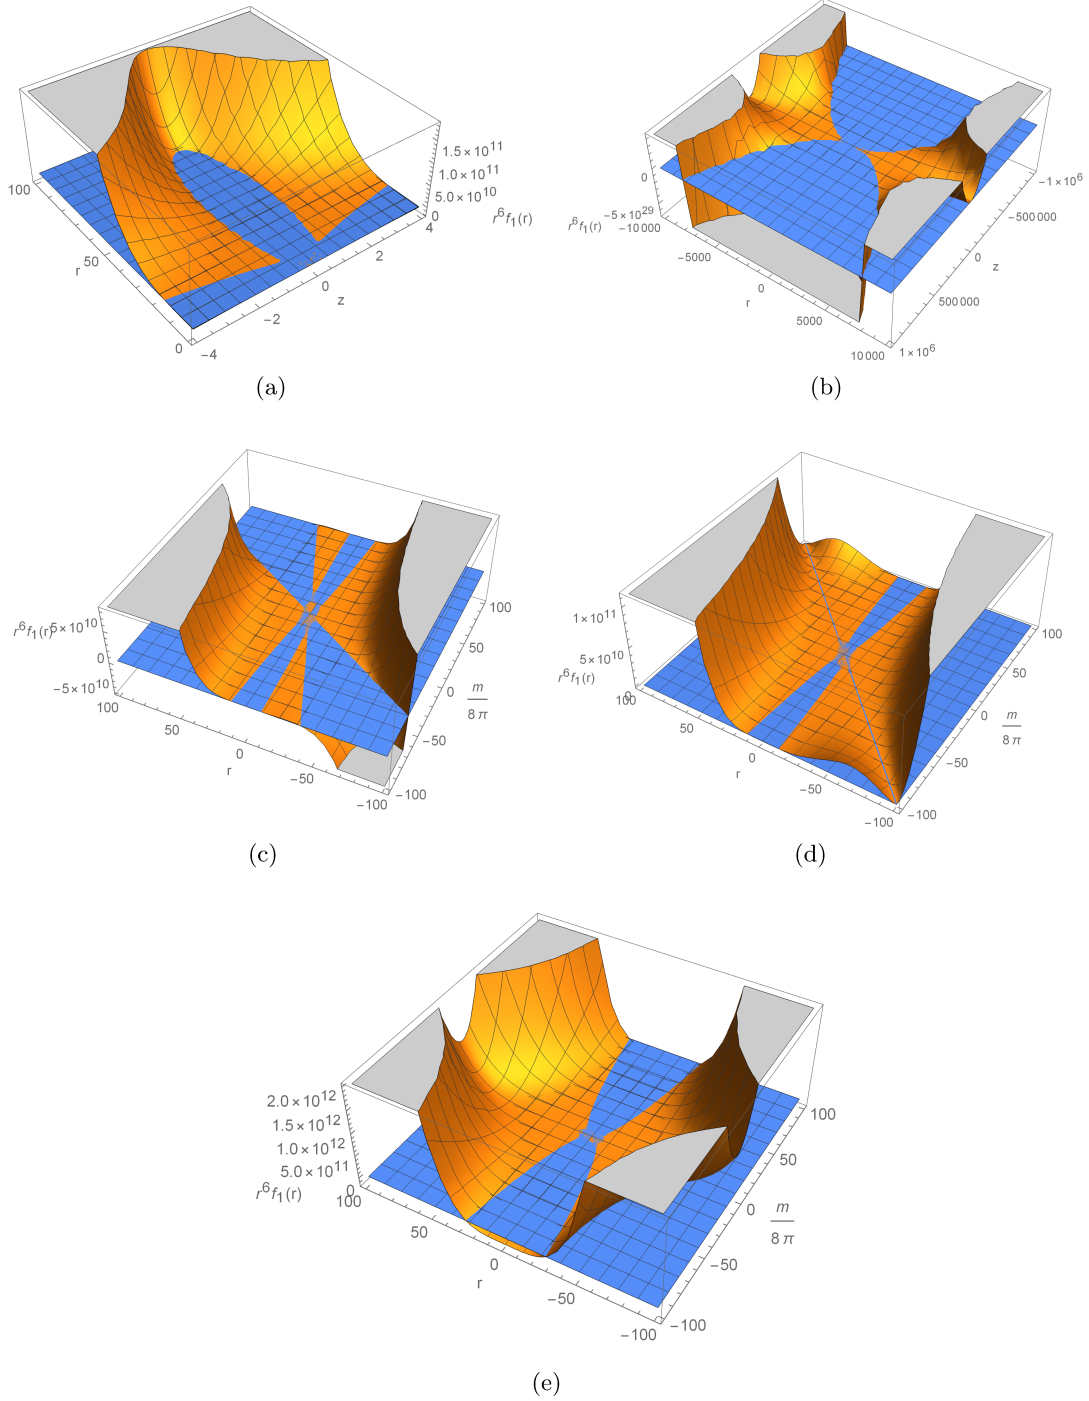 1.5×10^11
1.0×10^11
5.0×10^10
r^6 f_1(r)
0
100
50
r
0
-4
-2
0
2
4
z
(a)
0
-5×10^29
r^6 f_1(r)
-10000
-5000
0
5000
10000
r
-1×10^6
-500000
0
500000
1×10^6
z
(b)
r^6 f_1(r)
5×10^10
0
-5×10^10
100
50
0
-50
-100
r
100
50
0
-50
-100
m
8π
(c)
1×10^11
5×10^10
r^6 f_1(r)
0
100
50
0
-50
-100
r
100
50
0
-50
-100
m
8π
(d)
2.0×10^12
1.5×10^12
1.0×10^12
5.0×10^11
r^6 f_1(r)
0
100
50
0
-50
-100
r
100
50
0
-50
-100
m
8π
(e)